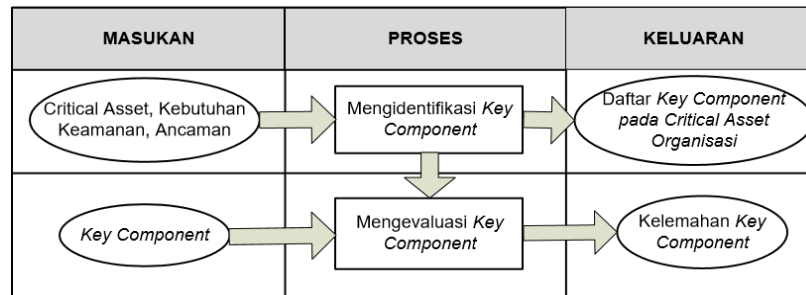 MASUKAN
PROSES
KELUARAN
Critical Asset, Kebutuhan
Keamanan, Ancaman
Mengidentifikasi Key
Component
Daftar Key Component
pada Critical Asset
Organisasi
Key Component
Mengevaluasi Key
Component
Kelemahan Key
Component